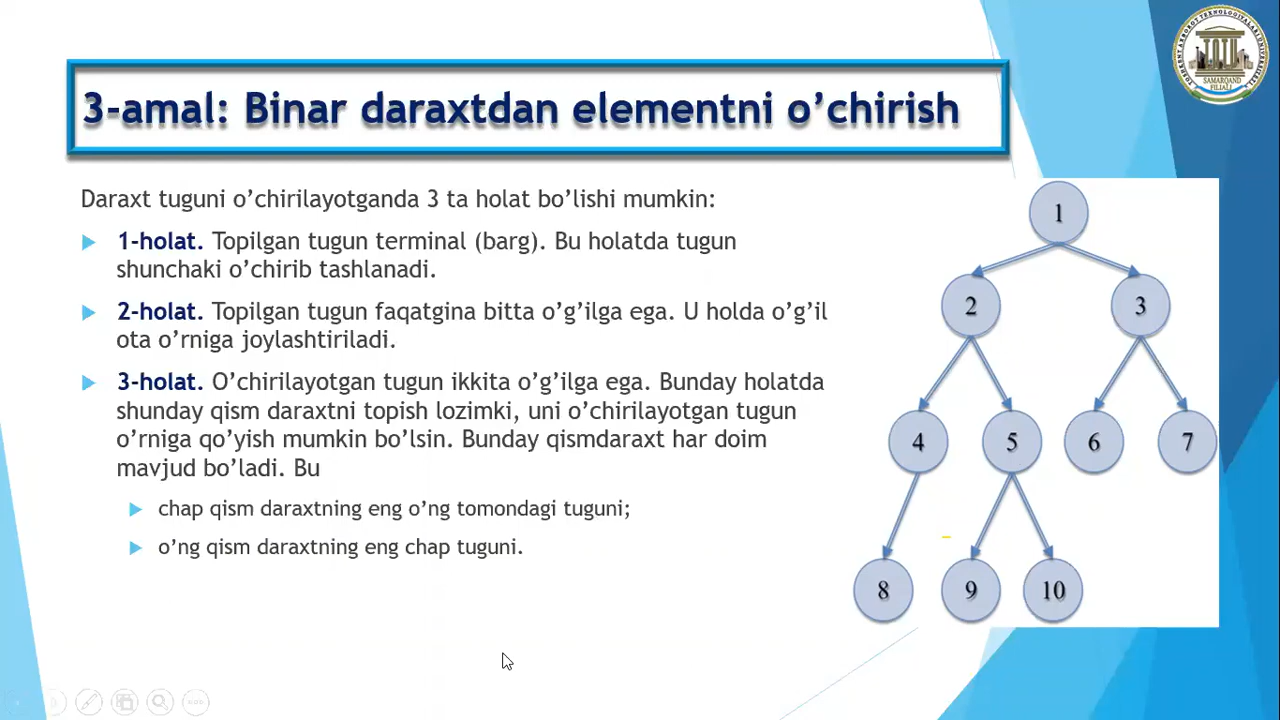 3-amal: Binar daraxtdan elementni o’chirish
Daraxt tuguni o’chirilayotganda 3 ta holat bo’lishi mumkin:
1-holat. Topilgan tugun terminal (barg). Bu holatda tugun
shunchaki o’chirib tashlanadi.
2-holat. Topilgan tugun faqatgina bitta o’g’ilga ega. U holda o’g’il
ota o’rniga joylashtiriladi.
3-holat. O’chirilayotgan tugun ikkita o’g’ilga ega. Bunday holatda
shunday qism daraxtni topish lozimki, uni o’chirilayotgan tugun
o’rniga qo’yish mumkin bo’lsin. Bunday qismdaraxt har doim
mavjud bo’ladi. Bu
chap qism daraxtning eng o’ng tomondagi tuguni;
o’ng qism daraxtning eng chap tuguni.
1
2 3
4 5 6 7
8 9 10
SAMARQAND
FILIALI